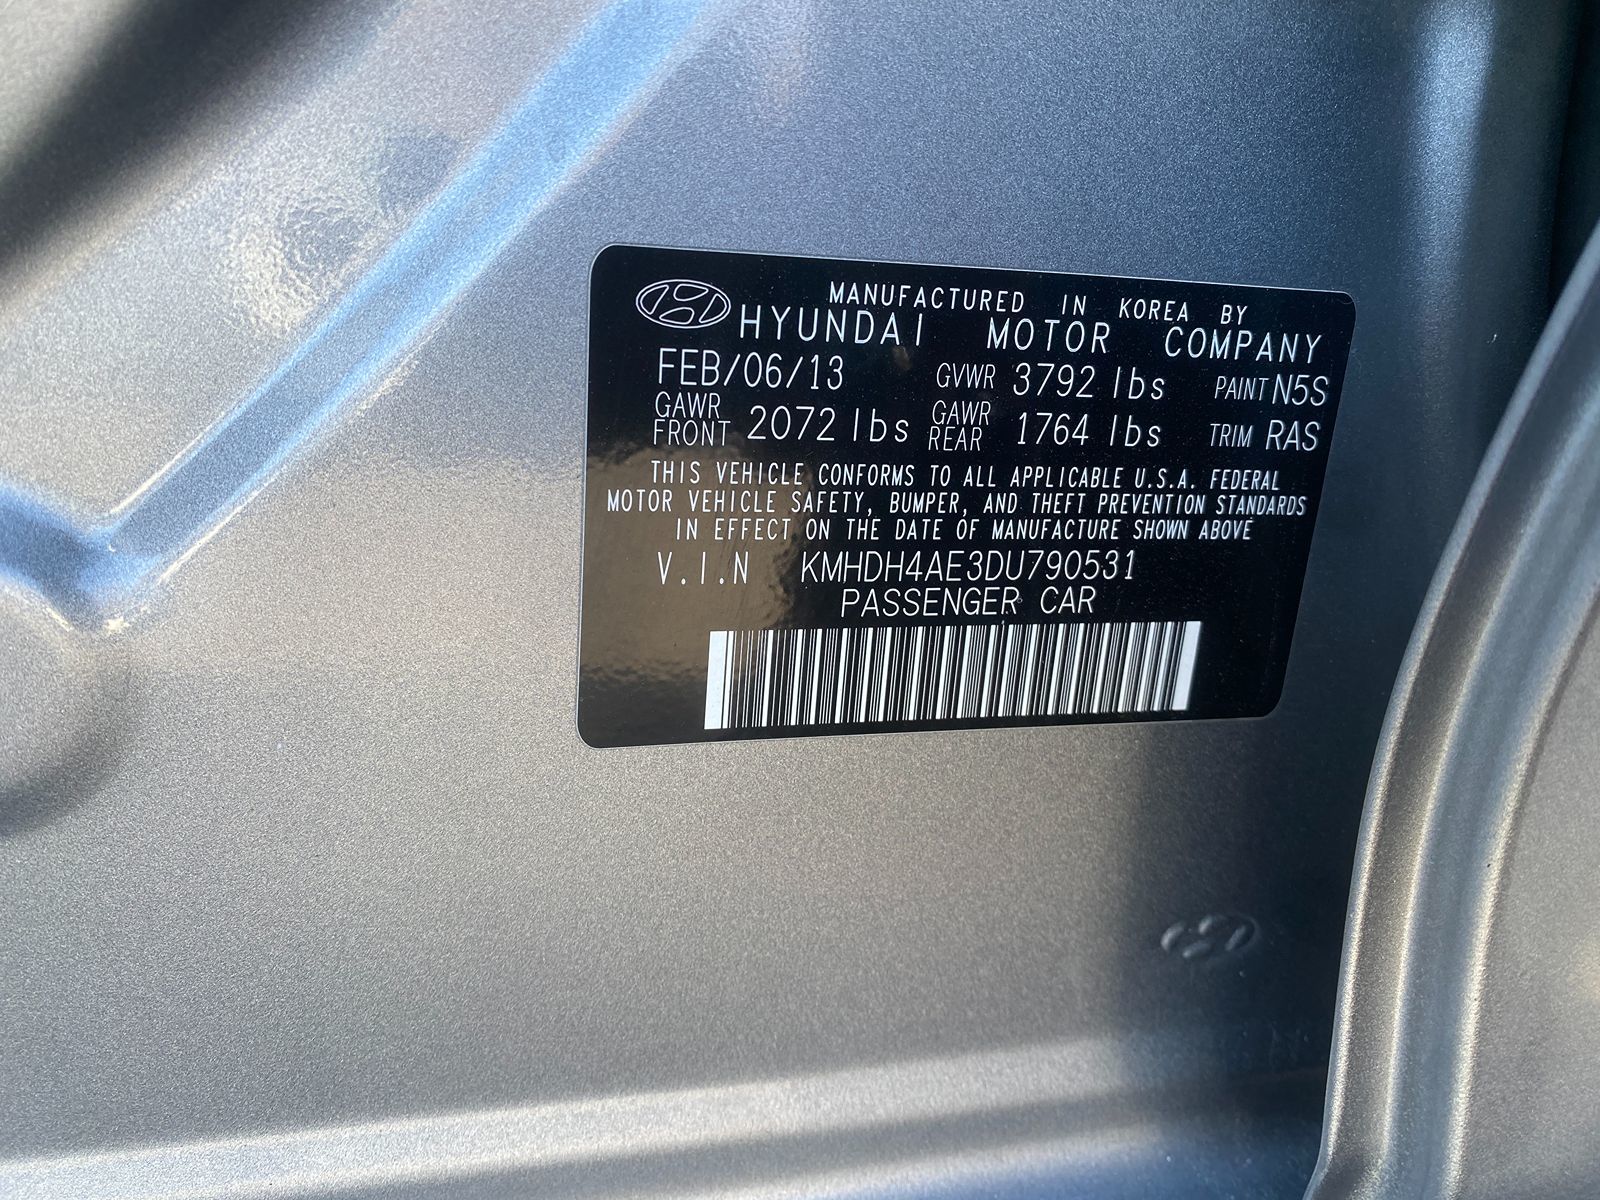 MANUFACTURED IN KOREA BY
HYUNDAI MOTOR COMPANY
FEB/06/13 GVWR 3792 lbs PAINT N5S
GAWR FRONT 2072 lbs GAWR REAR 1764 lbs TRIM RAS
THIS VEHICLE CONFORMS TO ALL APPLICABLE U.S.A. FEDERAL
MOTOR VEHICLE SAFETY, BUMPER, AND THEFT PREVENTION STANDARDS
IN EFFECT ON THE DATE OF MANUFACTURE SHOWN ABOVE
V.I.N KMHDH4AE3DU790531
PASSENGER CAR